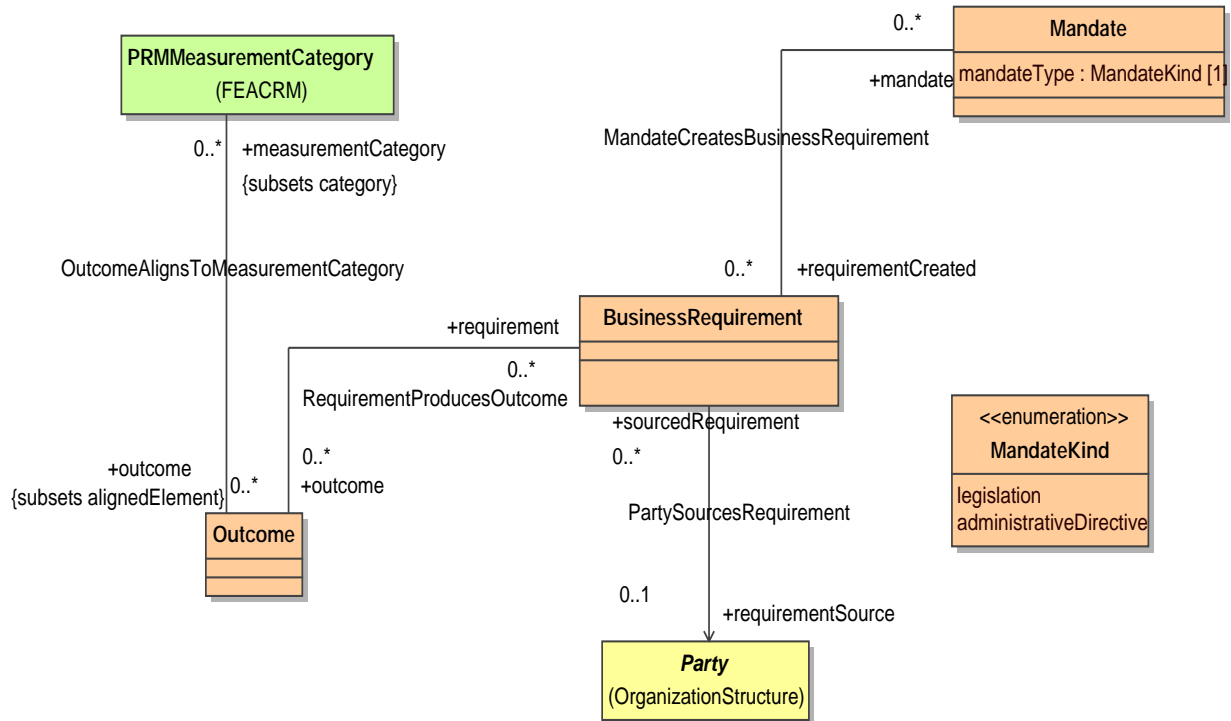 0..*
Mandate
PRMMeasurementCategory
(FEACRM)
+mandate
mandateType : MandateKind [1]
MandateCreatesBusinessRequirement
0..*
+measurementCategory
{subsets category}
OutcomeAlignsToMeasurementCategory
0..*
+requirementCreated
BusinessRequirement
+requirement
0..*
RequirementProducesOutcome
+sourcedRequirement
0..*
<<enumeration>>
MandateKind
legislation
administrativeDirective
0..*
+outcome
+outcome
{subsets alignedElement}
0..*
Outcome
PartySourcesRequirement
0..1
+requirementSource
Party
(OrganizationStructure)